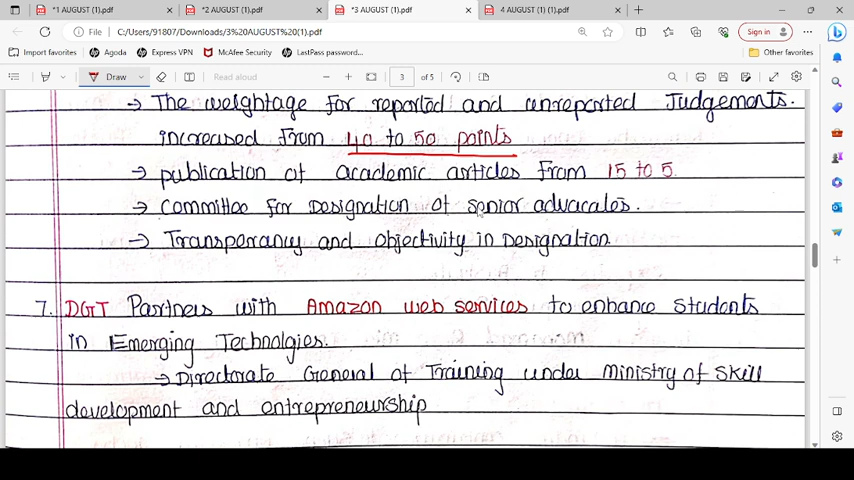 *1 AUGUST (1).pdf
*2 AUGUST (1).pdf
*3 AUGUST (1).pdf
4 AUGUST (1).pdf
File
C:/Users/91807/Downloads/3%20AUGUST%20(1).pdf
Sign in
Import favorites
Agoda
Express VPN
McAfee Security
LastPass password...
Other favorites
Draw
Read aloud
3
of 5
→ The weightage for reported and unreported Judgements.
increased from 40 to 50 points
→ publication of academic articles from 15 to 5.
→ committee for Designation of senior advacates.
→ Transperancy and objectivity in Designation.
7. DGT Partners with Amazon web services to enhance students
in Emerging Technolgies.
→ Directorate General of Training under ministry of skill
development and entrepreneurship